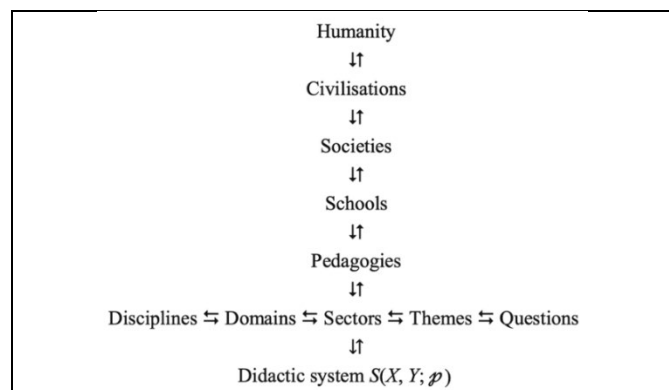 Humanity
↓↑
Civilisations
↓↑
Societies
↓↑
Schools
↓↑
Pedagogies
↓↑
Disciplines ⇆ Domains ⇆ Sectors ⇆ Themes ⇆ Questions
↓↑
Didactic system S(X, Y; 𝓅)